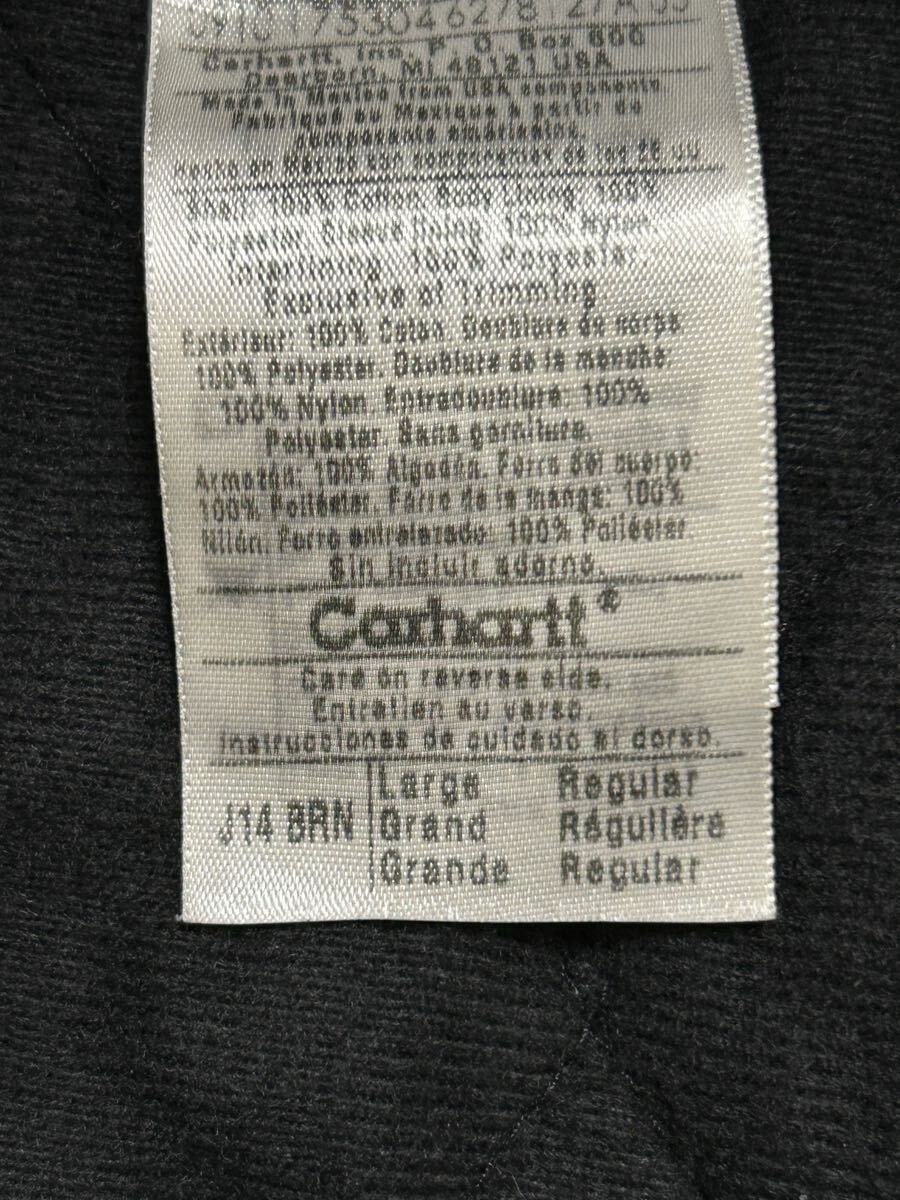 Carhartt, Inc. P. O. Box 600
Dearborn, MI 48121 USA
Made in Mexico from USA components
Fabriqué au Mexique à partir de
composants américains
Hecho en México con componentes de los EE UU
Shell: 100% Cotton. Body lining: 100%
Polyester. Sleeve lining: 100% Nylon.
Interlining: 100% Polyester.
Exclusive of Trimming.
Extérieur: 100% Coton. Doublure de corps
100% Polyester. Doublure de la manche
100% Nylon. Entredoublure: 100%
Polyester. Sans garniture.
Armazón: 100% Algodón. Forro del cuerpo:
100% Poliéster. Forro de la manga: 100%
Nilón. Forro entrelazado: 100% Poliéster.
Sin incluir adorno.
Carhartt®
Care on reverse side.
Entretien au verso.
Instrucciones de cuidado al dorso.
J14 BRN
Large Regular
Grand Régulière
Grande Regular